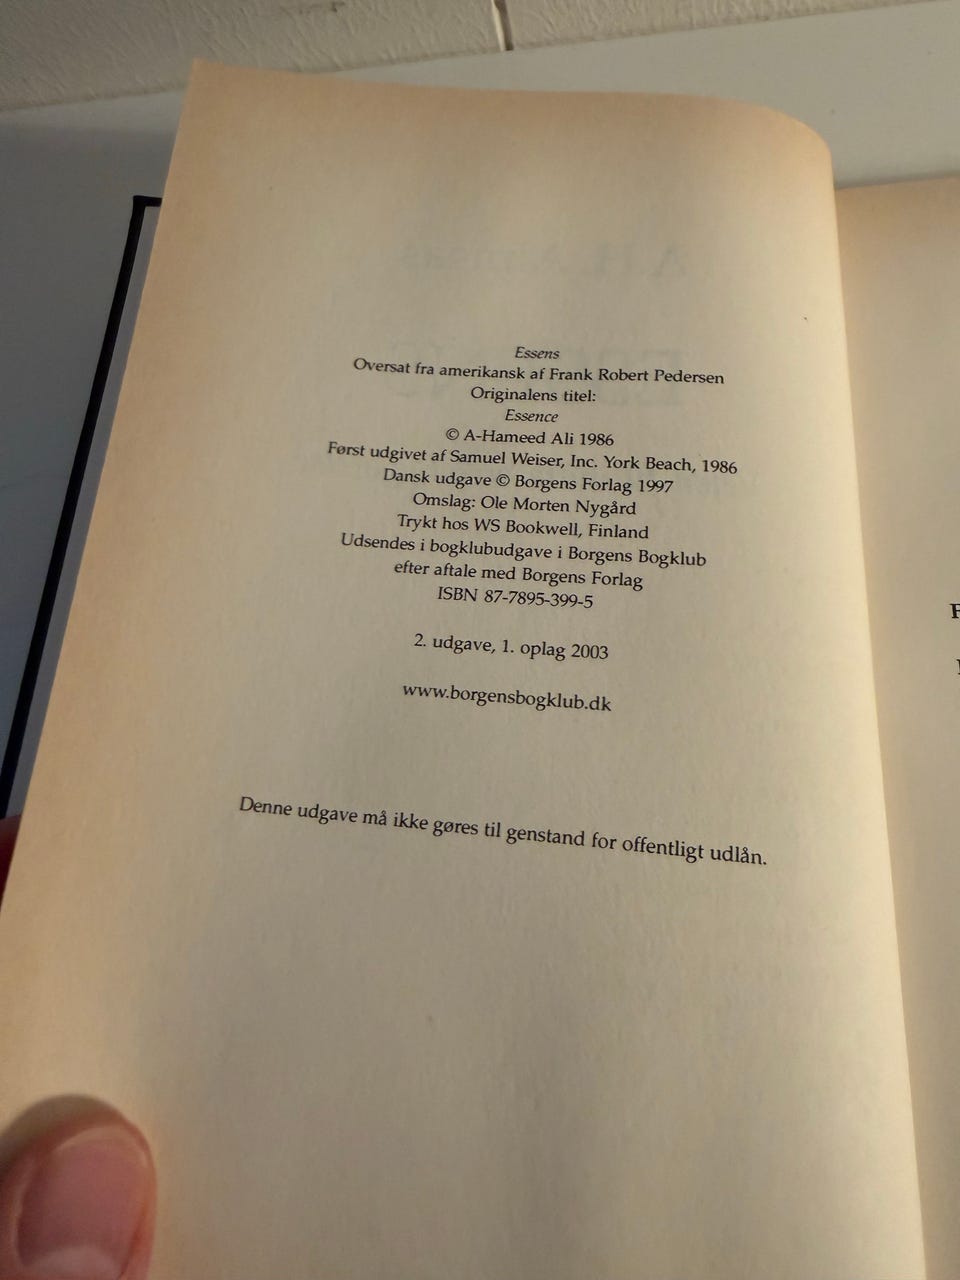 Essens
Oversat fra amerikansk af Frank Robert Pedersen
Originalens titel:
Essence
© A-Hameed Ali 1986
Først udgivet af Samuel Weiser, Inc. York Beach, 1986
Dansk udgave © Borgens Forlag 1997
Omslag: Ole Morten Nygård
Trykt hos WS Bookwell, Finland
Udsendes i bogklubudgave i Borgens Bogklub
efter aftale med Borgens Forlag
ISBN 87-7895-399-5
2. udgave, 1. oplag 2003
www.borgensbogklub.dk
Denne udgave må ikke gøres til genstand for offentligt udlån.